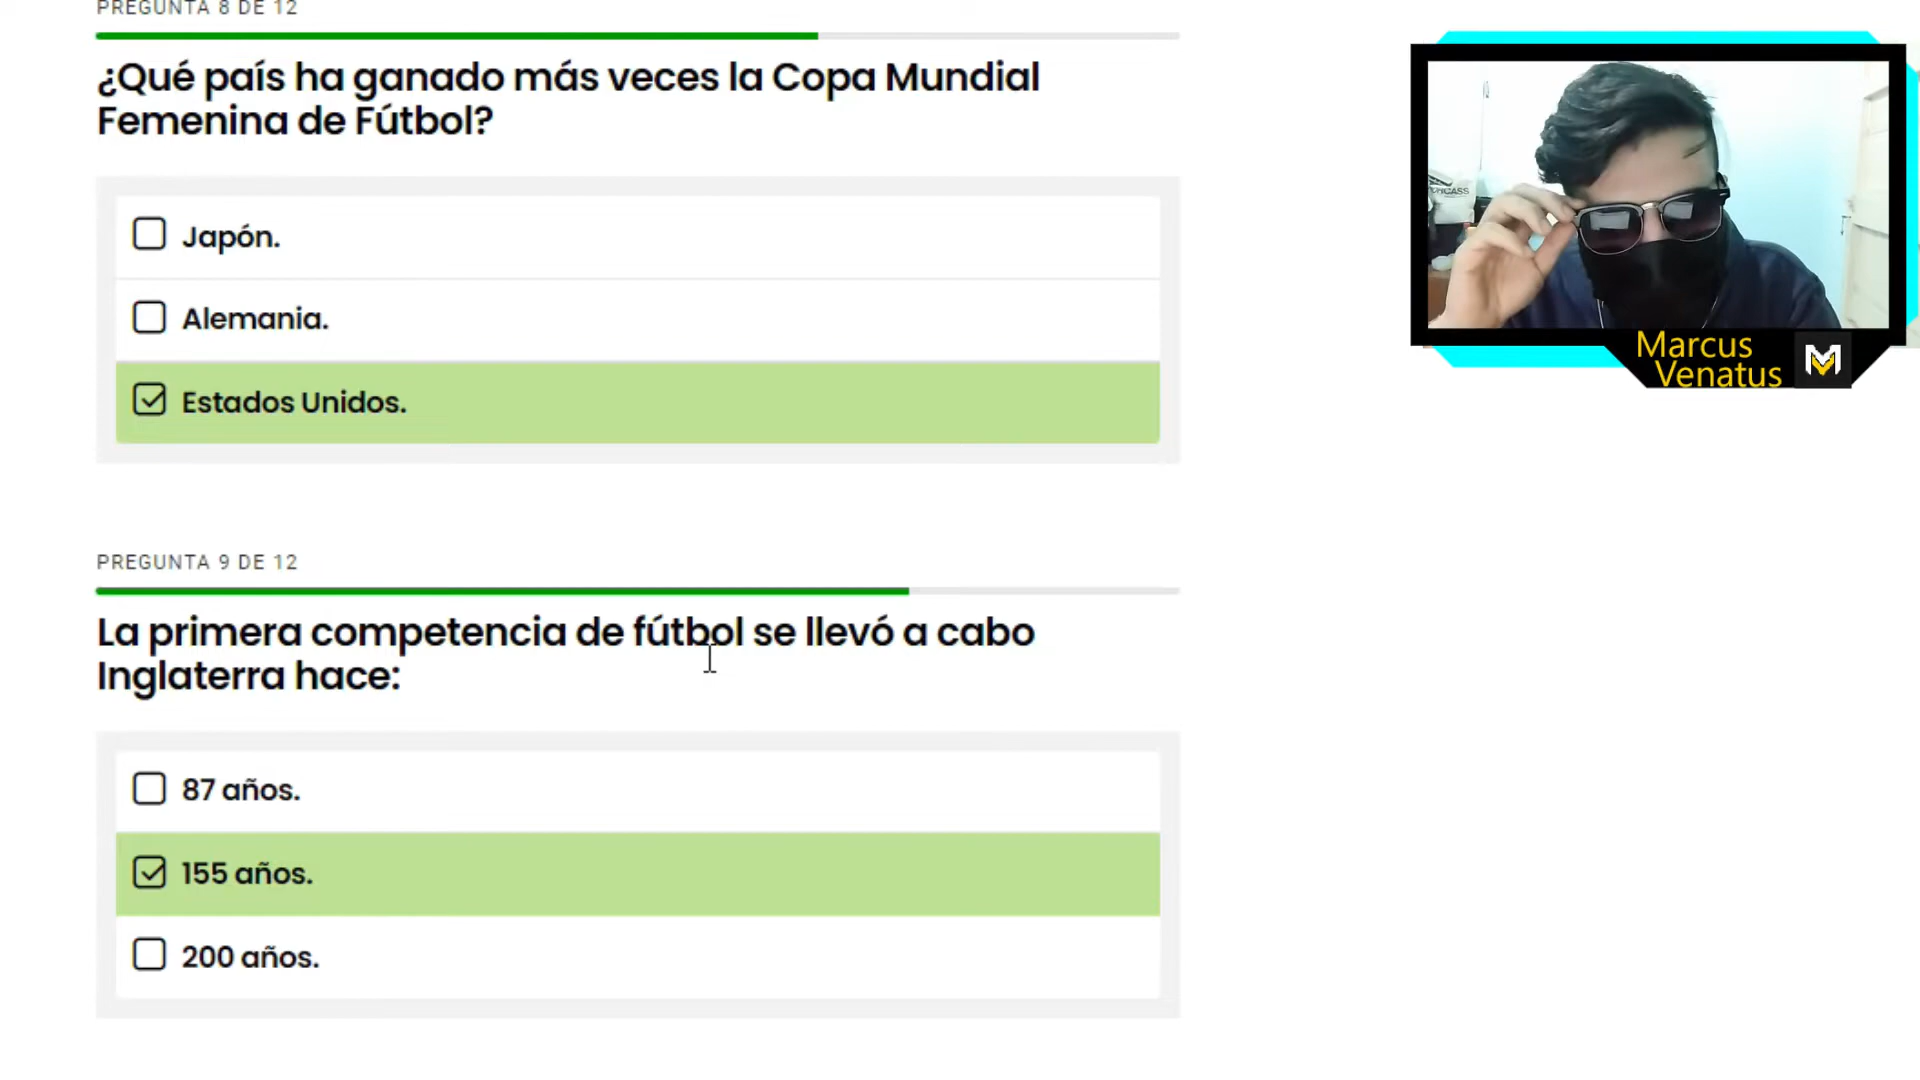 PREGUNTA 8 DE 12
¿Qué país ha ganado más veces la Copa Mundial
Femenina de Fútbol?
Japón.
Alemania.
Estados Unidos.
Marcus
Venatus
PREGUNTA 9 DE 12
La primera competencia de fútbol se llevó a cabo
Inglaterra hace:
87 años.
155 años.
200 años.